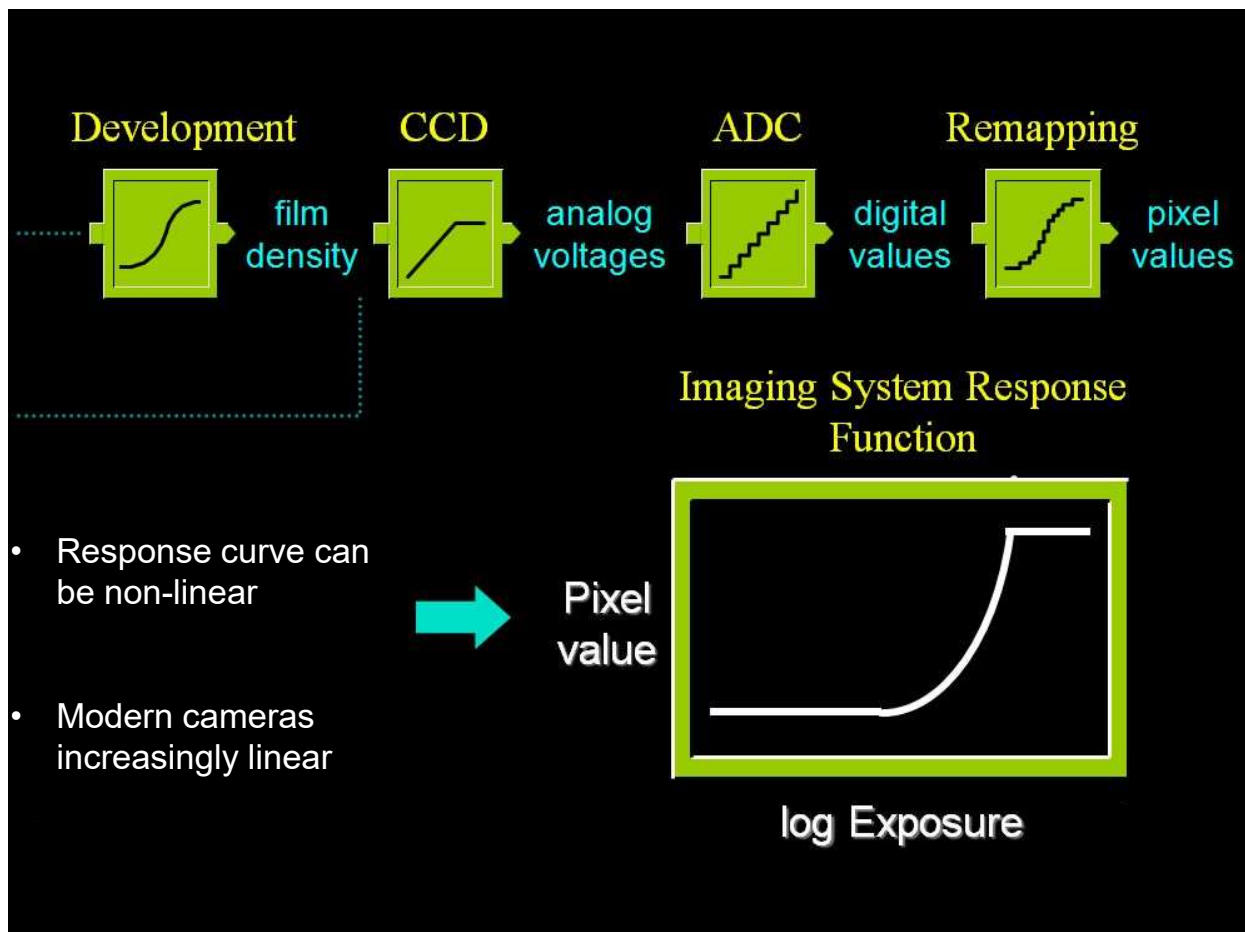 Development
CCD
ADC
Remapping
film
density
analog
voltages
digital
values
pixel
values
Imaging System Response
Function
• Response curve can
be non-linear
• Modern cameras
increasingly linear
Pixel
value
log Exposure